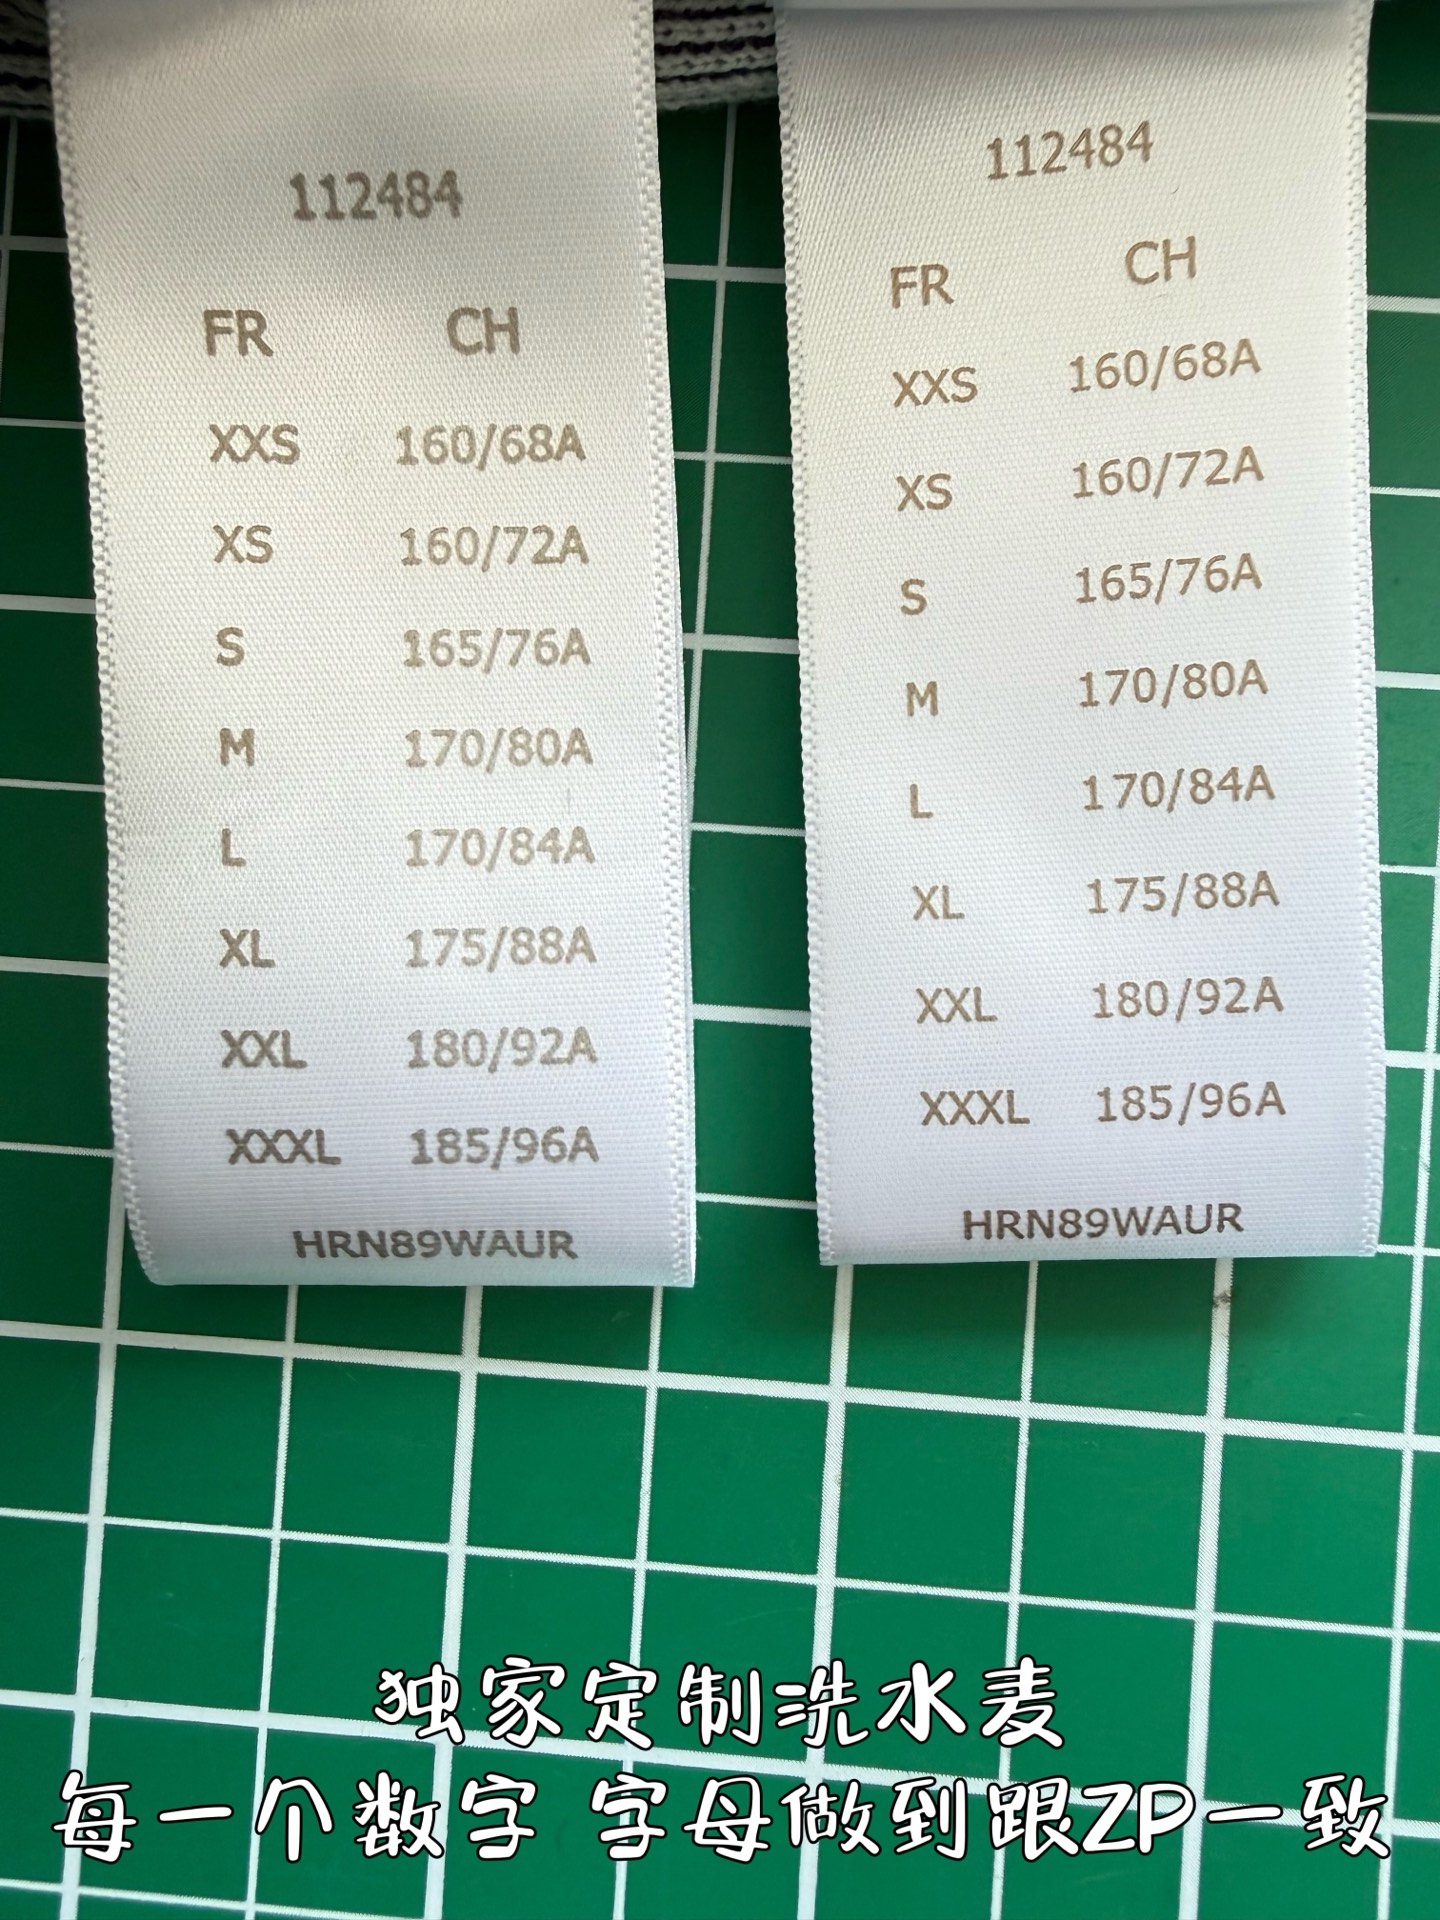 112484
FR CH
XXS 160/68A
XS 160/72A
S 165/76A
M 170/80A
L 170/84A
XL 175/88A
XXL 180/92A
XXXL 185/96A
HRN89WAUR
112484
FR CH
XXS 160/68A
XS 160/72A
S 165/76A
M 170/80A
L 170/84A
XL 175/88A
XXL 180/92A
XXXL 185/96A
HRN89WAUR
独家定制洗水麦
每一个数字 字母做到跟ZP一致